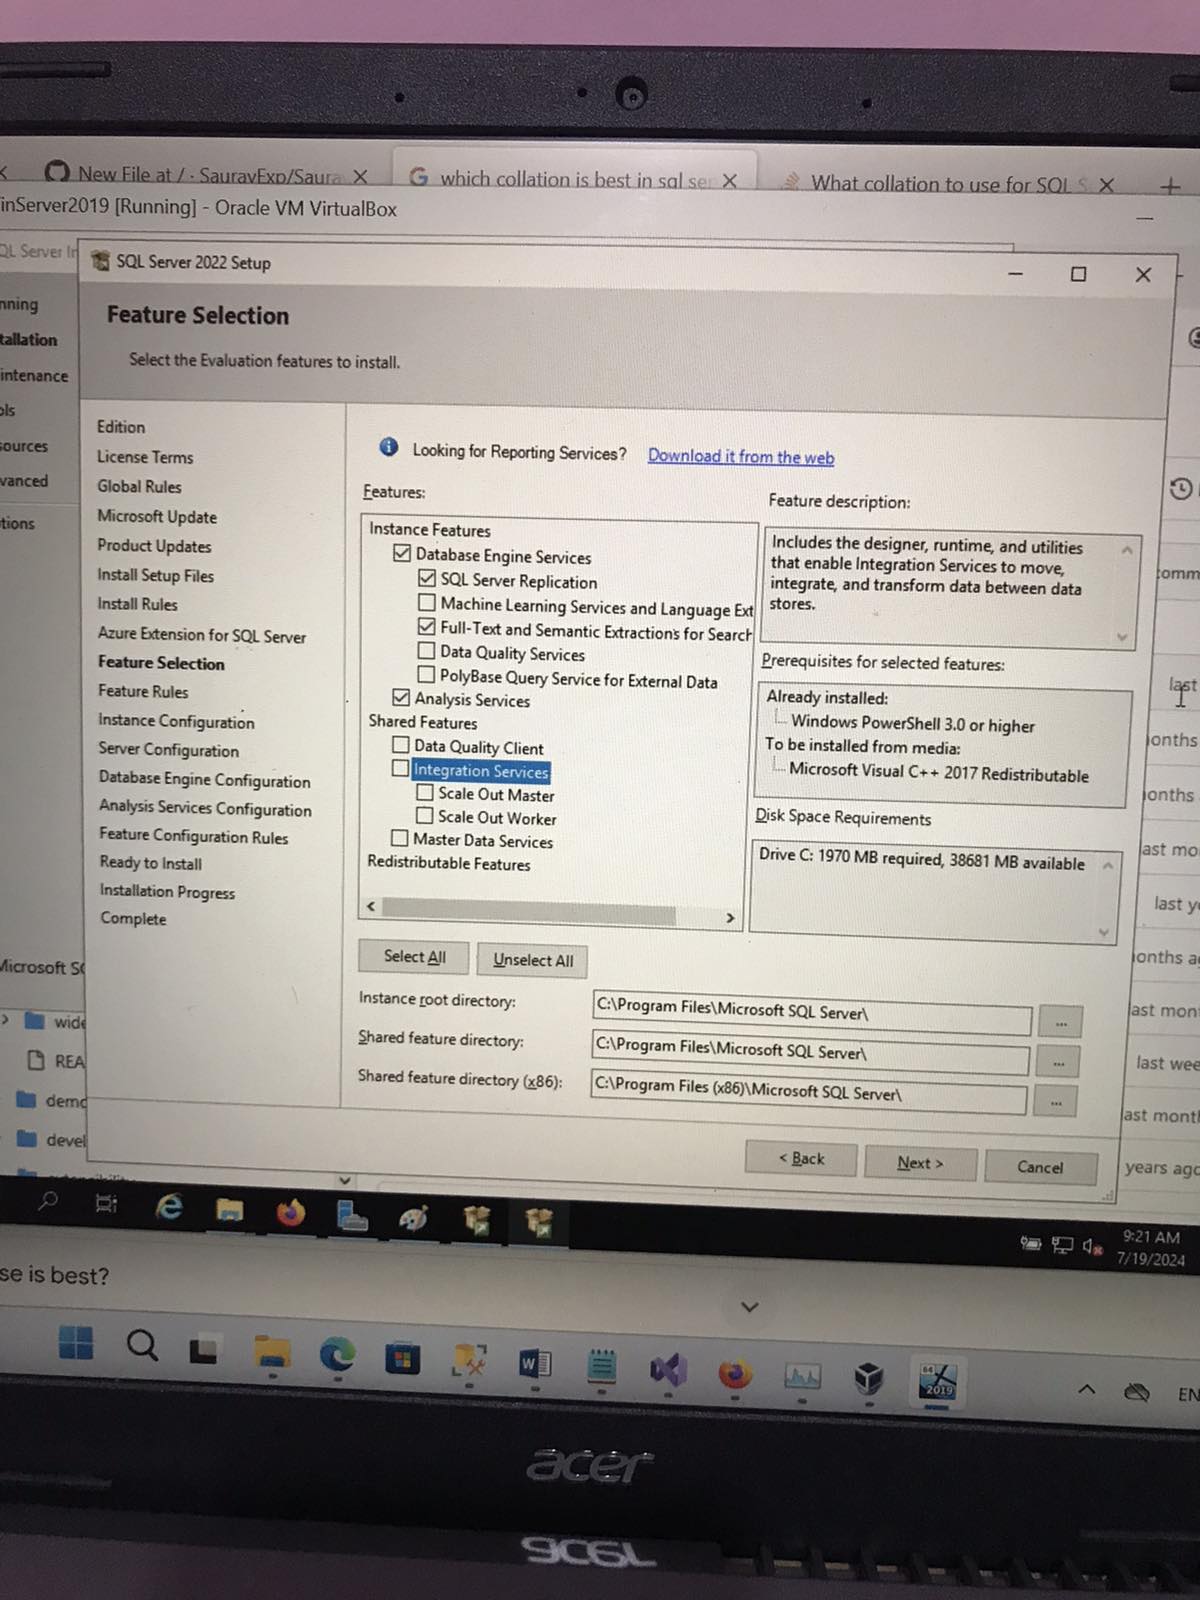 New File at / · SauravExp/Saura
which collation is best in sql ser
What collation to use for SQL S
inServer2019 [Running] - Oracle VM VirtualBox
QL Server In
SQL Server 2022 Setup
nning
tallation
intenance
ols
sources
vanced
tions
Feature Selection
Select the Evaluation features to install.
Edition
License Terms
Global Rules
Microsoft Update
Product Updates
Install Setup Files
Install Rules
Azure Extension for SQL Server
Feature Selection
Feature Rules
Instance Configuration
Server Configuration
Database Engine Configuration
Analysis Services Configuration
Feature Configuration Rules
Ready to Install
Installation Progress
Complete
Looking for Reporting Services? Download it from the web
Features:
Instance Features
Database Engine Services
SQL Server Replication
Machine Learning Services and Language Ext
Full-Text and Semantic Extractions for Search
Data Quality Services
PolyBase Query Service for External Data
Analysis Services
Shared Features
Data Quality Client
Integration Services
Scale Out Master
Scale Out Worker
Master Data Services
Redistributable Features
Feature description:
Includes the designer, runtime, and utilities
that enable Integration Services to move,
integrate, and transform data between data
stores.
Prerequisites for selected features:
Already installed:
Windows PowerShell 3.0 or higher
To be installed from media:
Microsoft Visual C++ 2017 Redistributable
Disk Space Requirements
Drive C: 1970 MB required, 38681 MB available
Select All
Unselect All
Instance root directory:
C:\Program Files\Microsoft SQL Server\
...
Shared feature directory:
C:\Program Files\Microsoft SQL Server\
...
Shared feature directory (x86):
C:\Program Files (x86)\Microsoft SQL Server\
...
< Back
Next >
Cancel
Microsoft SQ
wide
REA
demo
devel
comm
last
onths
onths
ast mo
last y
onths a
ast mon
last wee
ast month
years ago
9:21 AM
7/19/2024
se is best?
64
2019
EN
acer